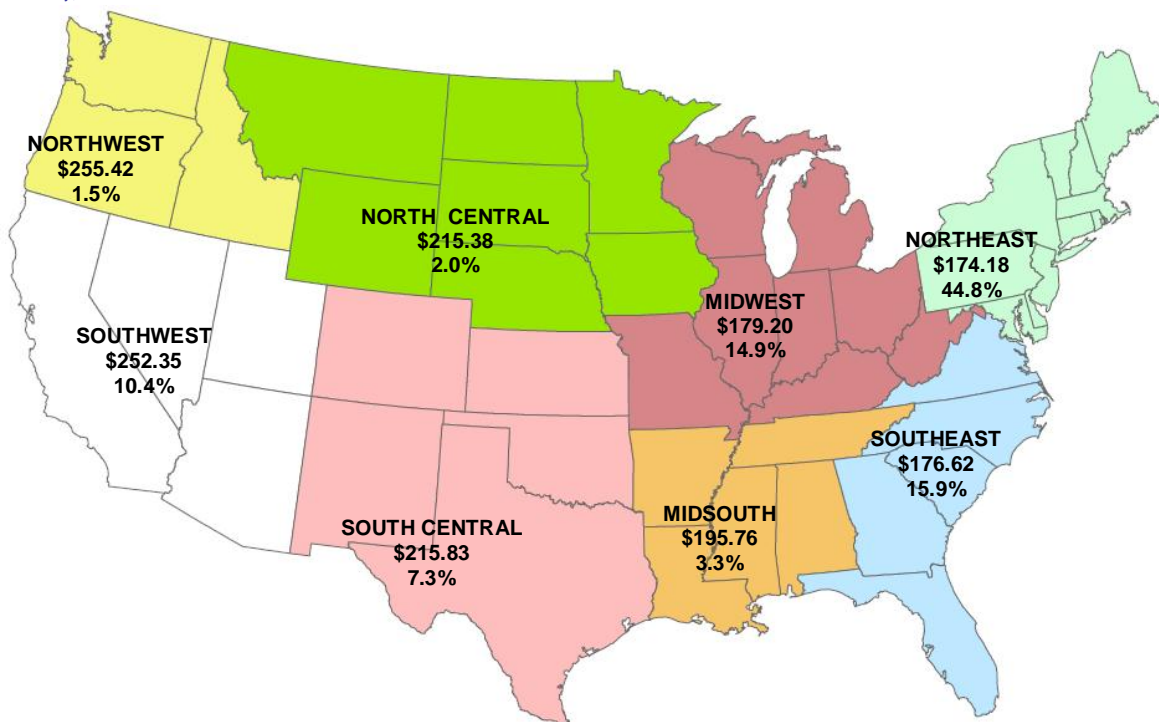 NORTHWEST
$255.42
1.5%
NORTH CENTRAL
$215.38
2.0%
NORTHEAST
$174.18
44.8%
MIDWEST
$179.20
14.9%
SOUTHWEST
$252.35
10.4%
SOUTHEAST
$176.62
15.9%
MIDSOUTH
$195.76
3.3%
SOUTH CENTRAL
$215.83
7.3%